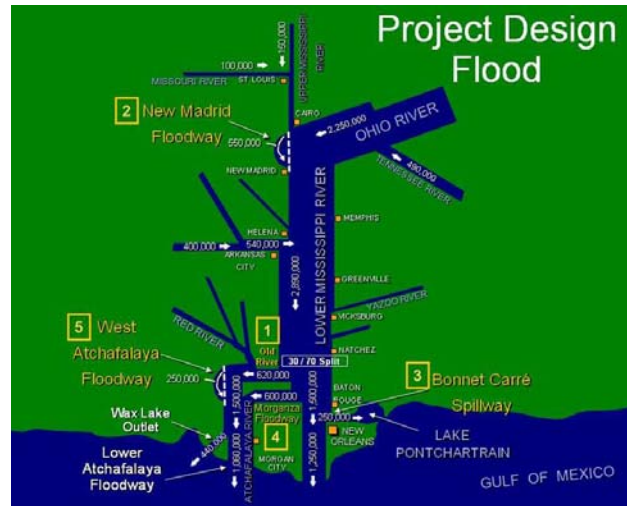 Project Design
Flood
150,000
UPPER MISSISSIPPI
RIVER
100,000
MISSOURI RIVER
ST. LOUIS
CAIRO
2 New Madrid
Floodway
550,000
2,250,000
OHIO RIVER
NEW MADRID
490,000
TENNESSEE RIVER
LOWER MISSISSIPPI RIVER
HELENA
MEMPHIS
400,000
540,000
ARKANSAS
CITY
2,890,000
GREENVILLE
YAZOO RIVER
VICKSBURG
RED RIVER
1
Old
River
30 / 70 Split
NATCHEZ
5 West
Atchafalaya
Floodway
250,000
620,000
1,500,000
600,000
1,500,000
BATON
ROUGE
3 Bonnet Carré
Spillway
250,000
Morganza
Floodway
4
NEW
ORLEANS
LAKE
PONTCHARTRAIN
Wax Lake
Outlet
440,000
1,060,000
ATCHAFALAYA RIVER
MORGAN
CITY
1,250,000
Lower
Atchafalaya
Floodway
GULF OF MEXICO